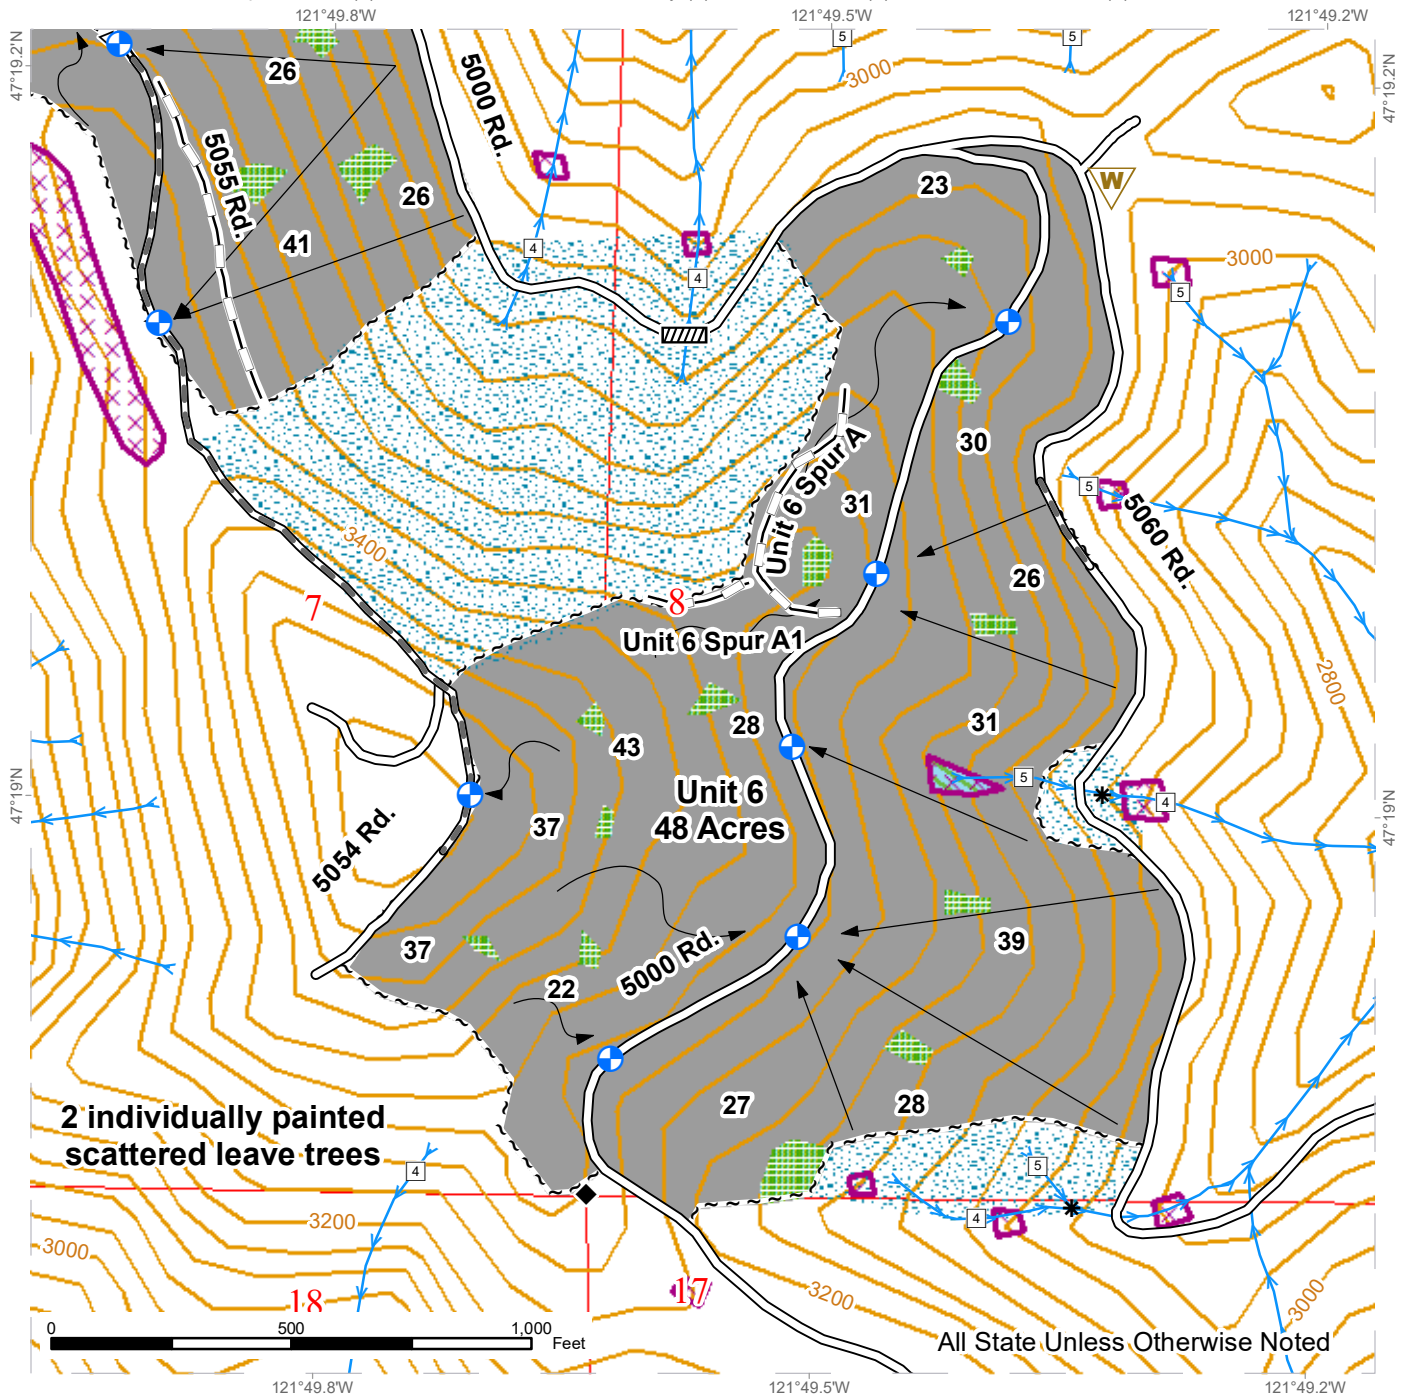 121°49.8'W
121°49.5'W
121°49.2'W
47°19.2'N
47°19.2'N
5
5
3000
26
5000 Rd.
5055 Rd.
26
41
4
4
23
W
3000
5
30
Unit 6 Spur A
31
5
5060 Rd.
3400
7
8
26
Unit 6 Spur A1
2800
28
31
43
Unit 6
48 Acres
5
4
47°19'N
47°19'N
37
5054 Rd.
37
39
5000 Rd.
22
27
28
2 individually painted
scattered leave trees
4
5
4
3200
3000
18
17
3200
3000
0
500
1,000
Feet
All State Unless Otherwise Noted
121°49.8'W
121°49.5'W
121°49.2'W